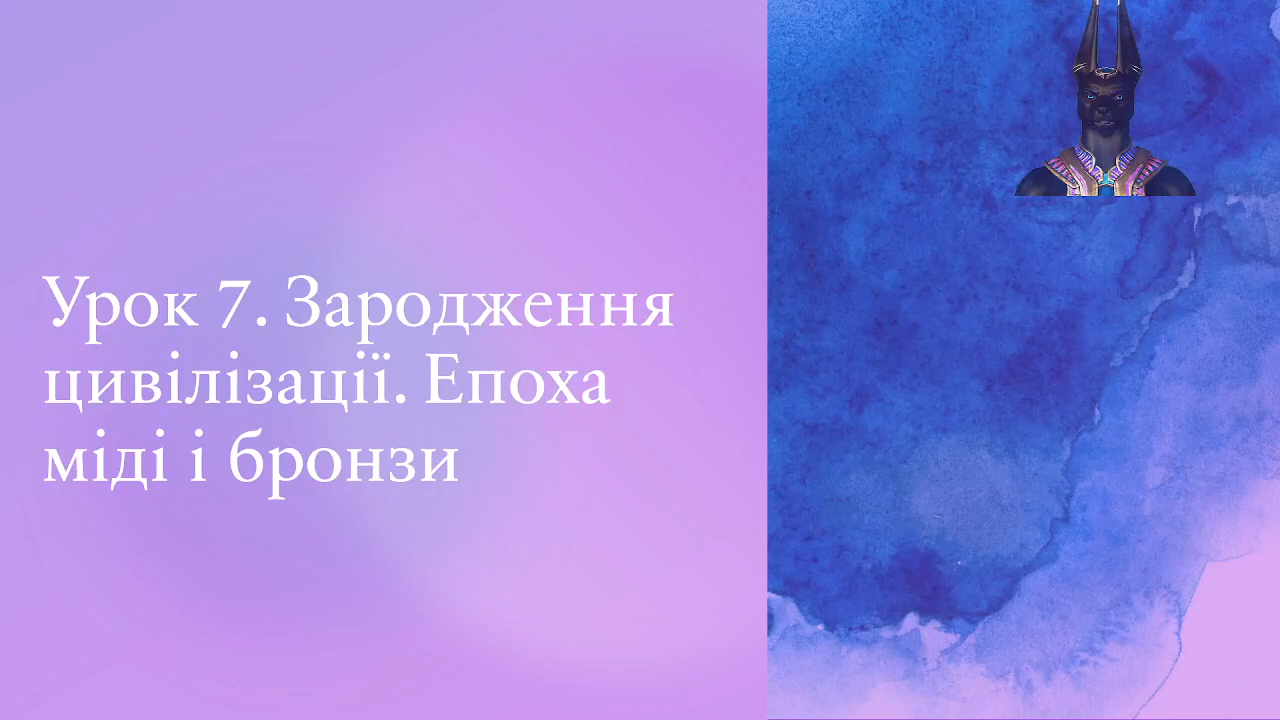 Урок 7. Зародження
цивілізації. Епоха
міді і бронзи